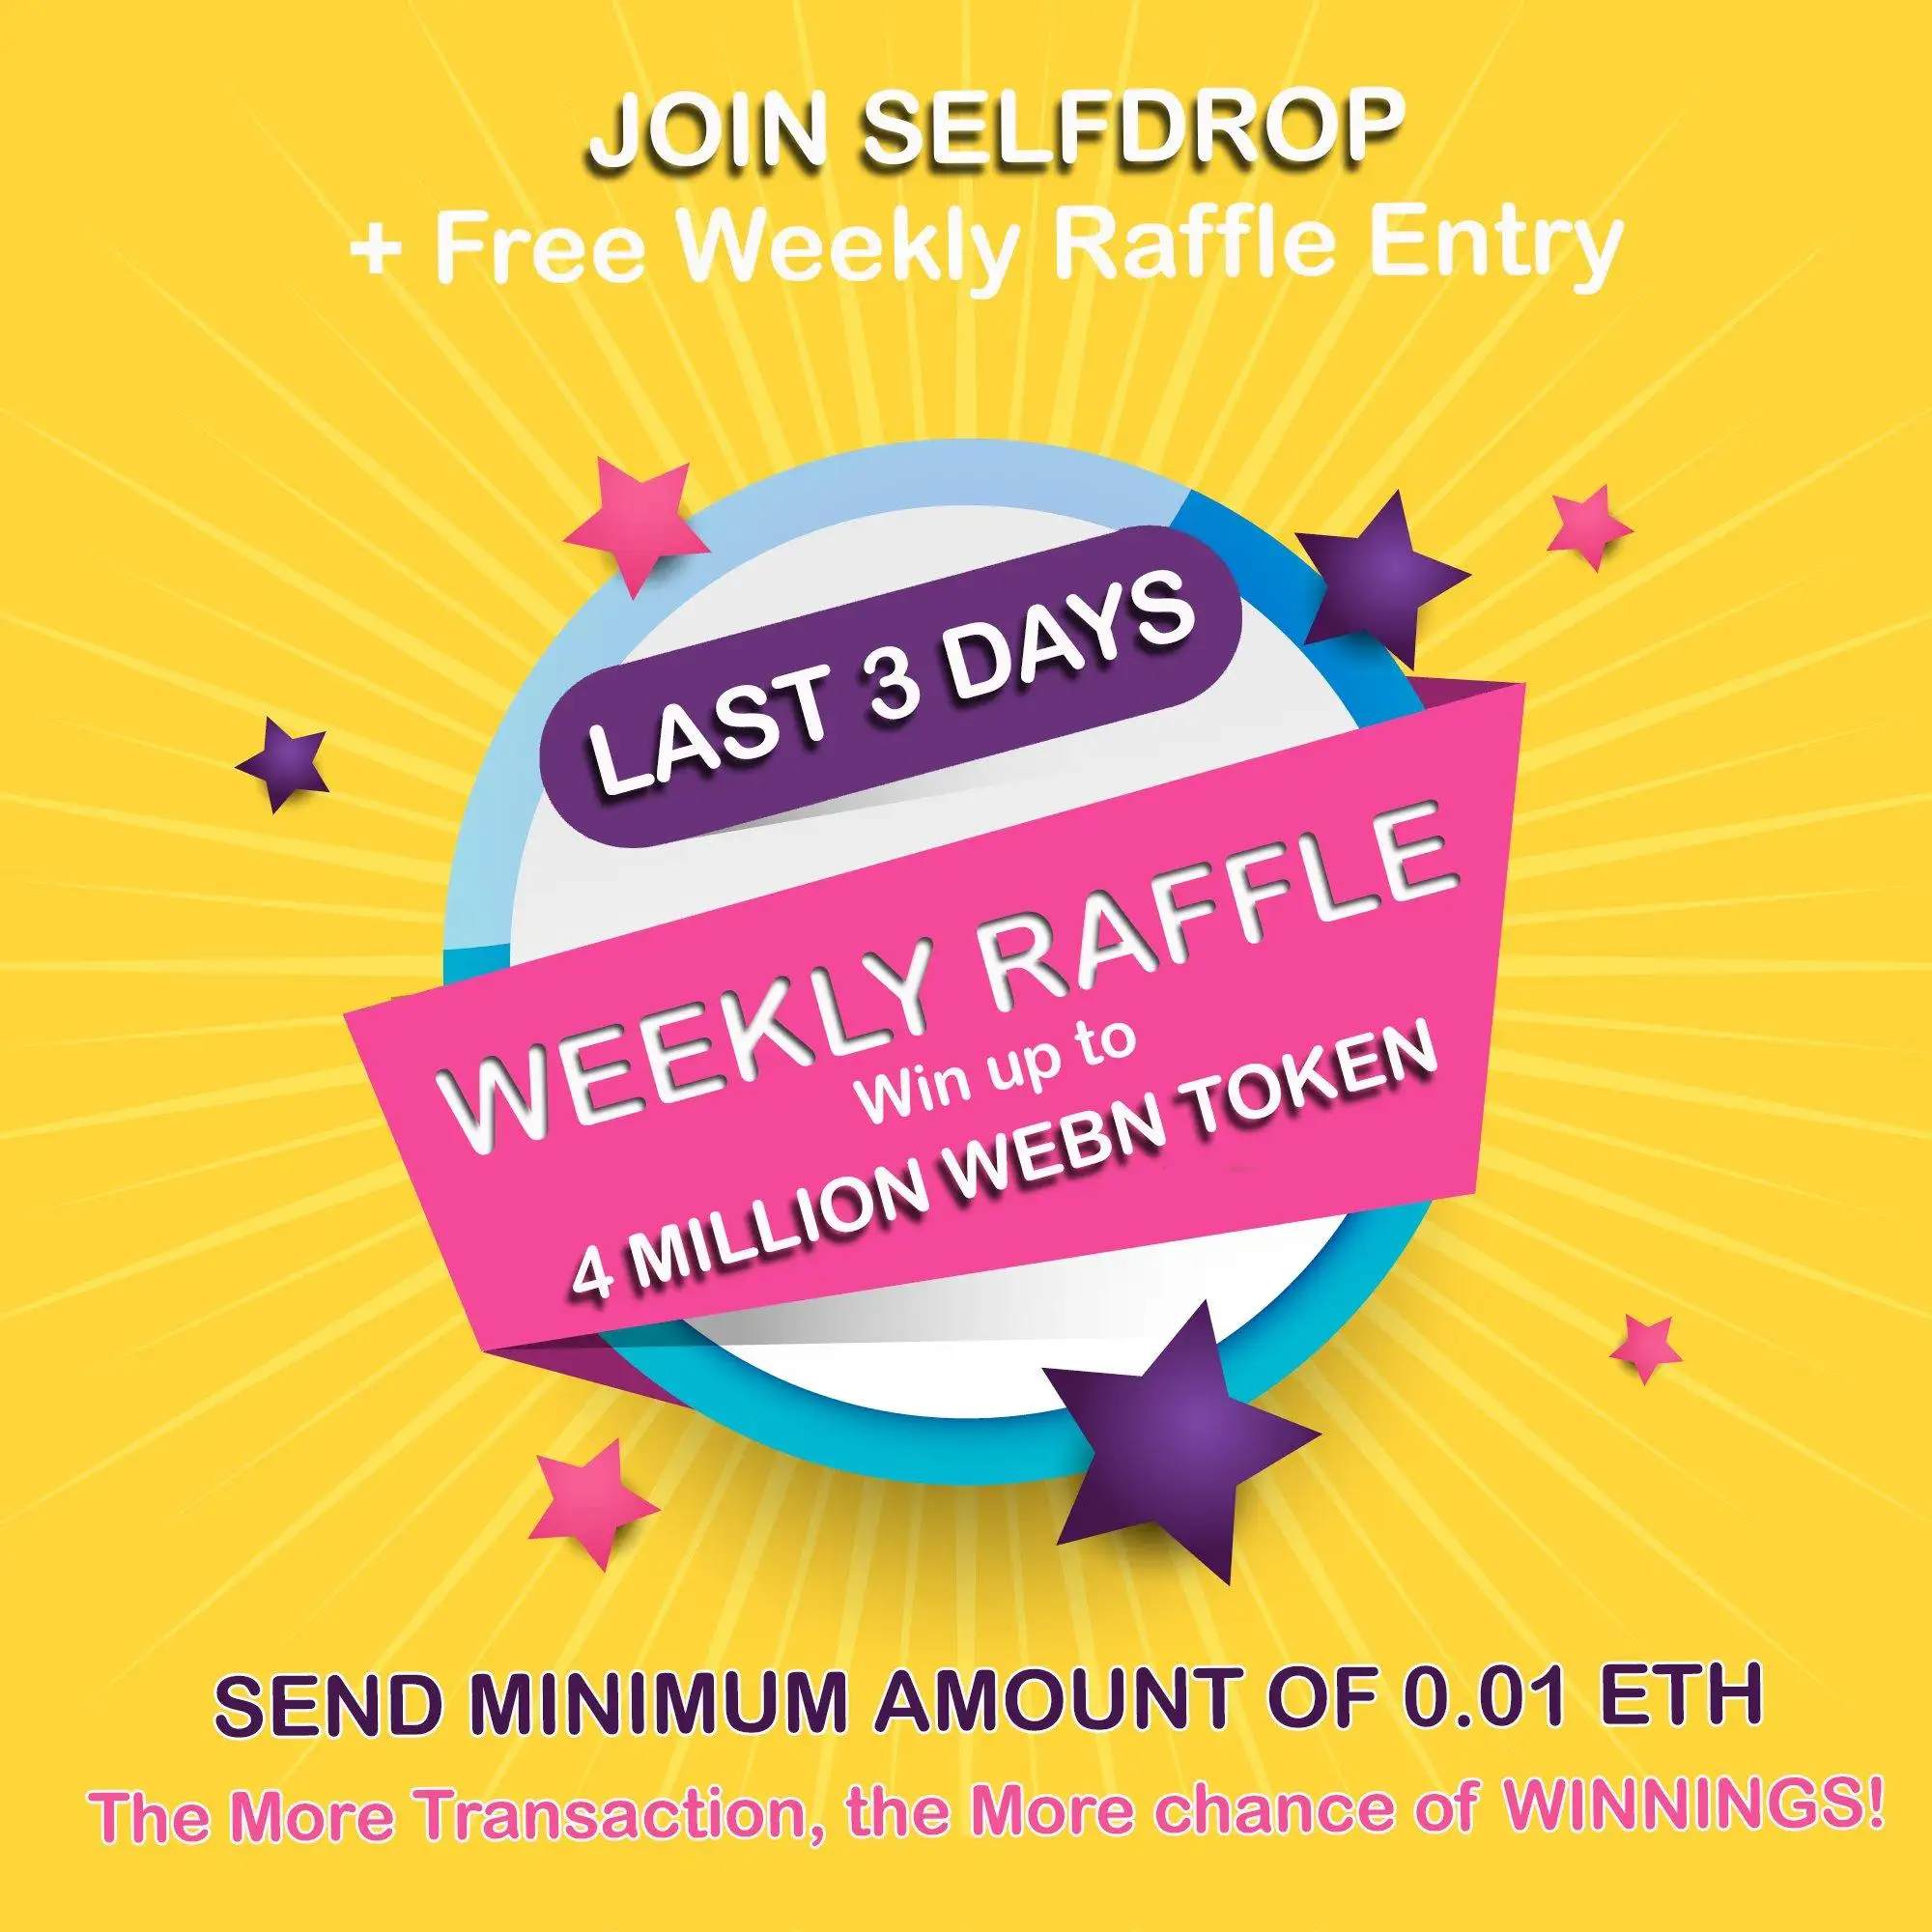 JOIN SELFDROP
+ Free Weekly Raffle Entry
LAST 3 DAYS
WEEKLY RAFFLE
Win up to
4 MILLION WEBN TOKEN
SEND MINIMUM AMOUNT OF 0.01 ETH
The More Transaction, the More chance of WINNINGS!